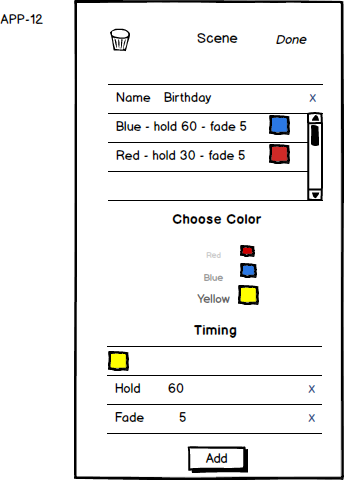 APP-12
Scene Done
Name Birthday x
Blue - hold 60 - fade 5
Red - hold 30 - fade 5
Choose Color
Red
Blue
Yellow
Timing
Hold 60 x
Fade 5 x
Add